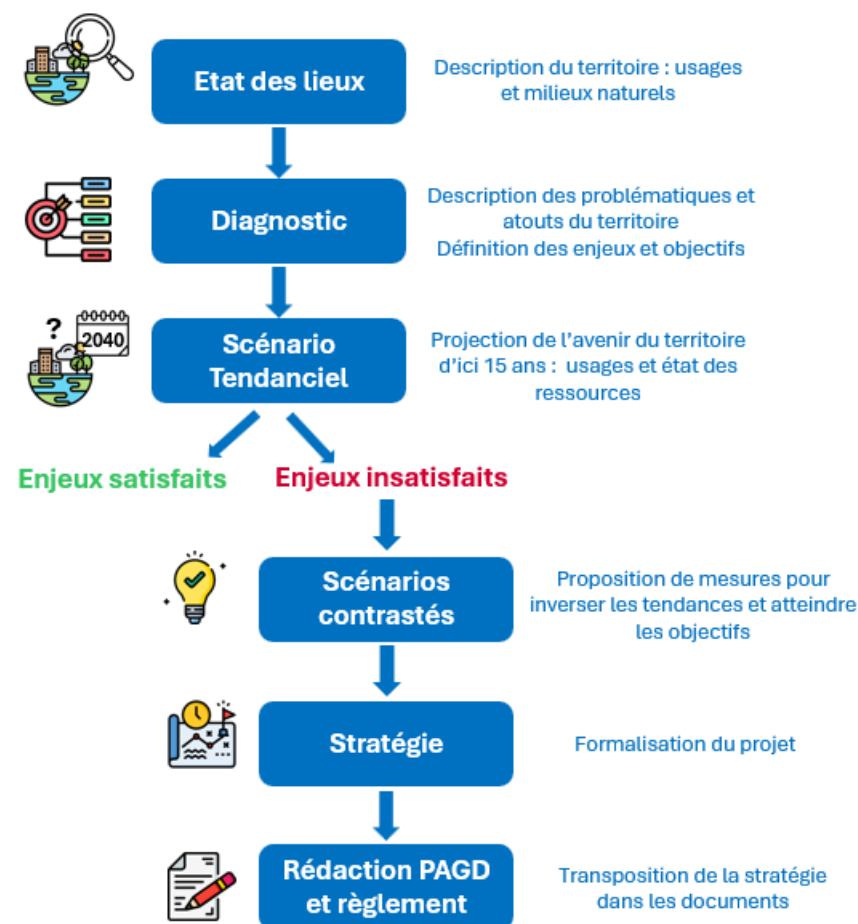 Etat des lieux
Description du territoire : usages
et milieux naturels
Diagnostic
Description des problématiques et
atouts du territoire
Définition des enjeux et objectifs
?
2040
Scénario
Tendanciel
Projection de l'avenir du territoire
d'ici 15 ans : usages et état des
ressources
Enjeux satisfaits
Enjeux insatisfaits
Scénarios
contrastés
Proposition de mesures pour
inverser les tendances et atteindre
les objectifs
Stratégie
Formalisation du projet
Rédaction PAGD
et règlement
Transposition de la stratégie
dans les documents